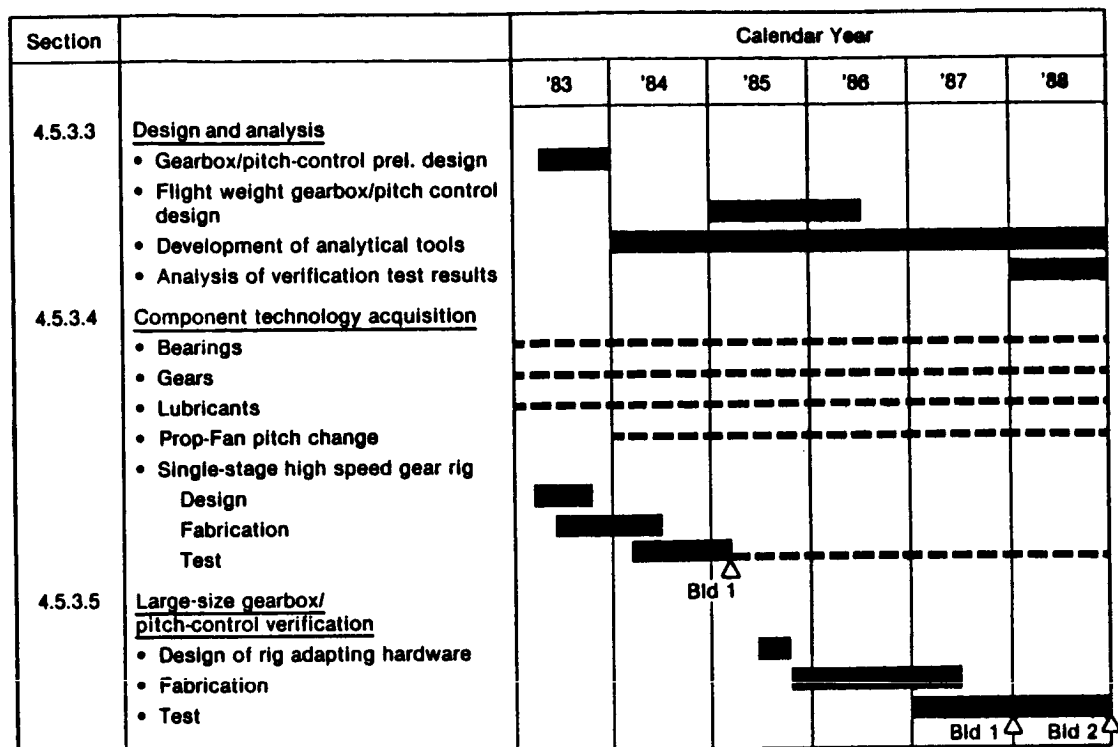 Section
Calendar Year
'83 '84 '85 '86 '87 '88
4.5.3.3 Design and analysis
• Gearbox/pitch-control prel. design
• Flight weight gearbox/pitch control
design
• Development of analytical tools
• Analysis of verification test results
4.5.3.4 Component technology acquisition
• Bearings
• Gears
• Lubricants
• Prop-Fan pitch change
• Single-stage high speed gear rig
Design
Fabrication
Test
Bld 1
4.5.3.5 Large-size gearbox/
pitch-control verification
• Design of rig adapting hardware
• Fabrication
• Test
Bld 1 Bld 2